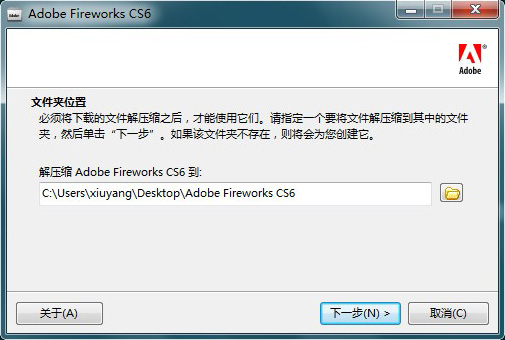 Adobe Fireworks CS6
Adobe
文件夹位置
必须将下载的文件解压缩之后，才能使用它们。请指定一个要将文件解压缩到其中的文件
夹，然后单击“下一步”。如果该文件夹不存在，则将会为您创建它。
解压缩 Adobe Fireworks CS6 到:
C:\Users\xiuyang\Desktop\Adobe Fireworks CS6
关于(A)
下一步(N) >
取消(C)